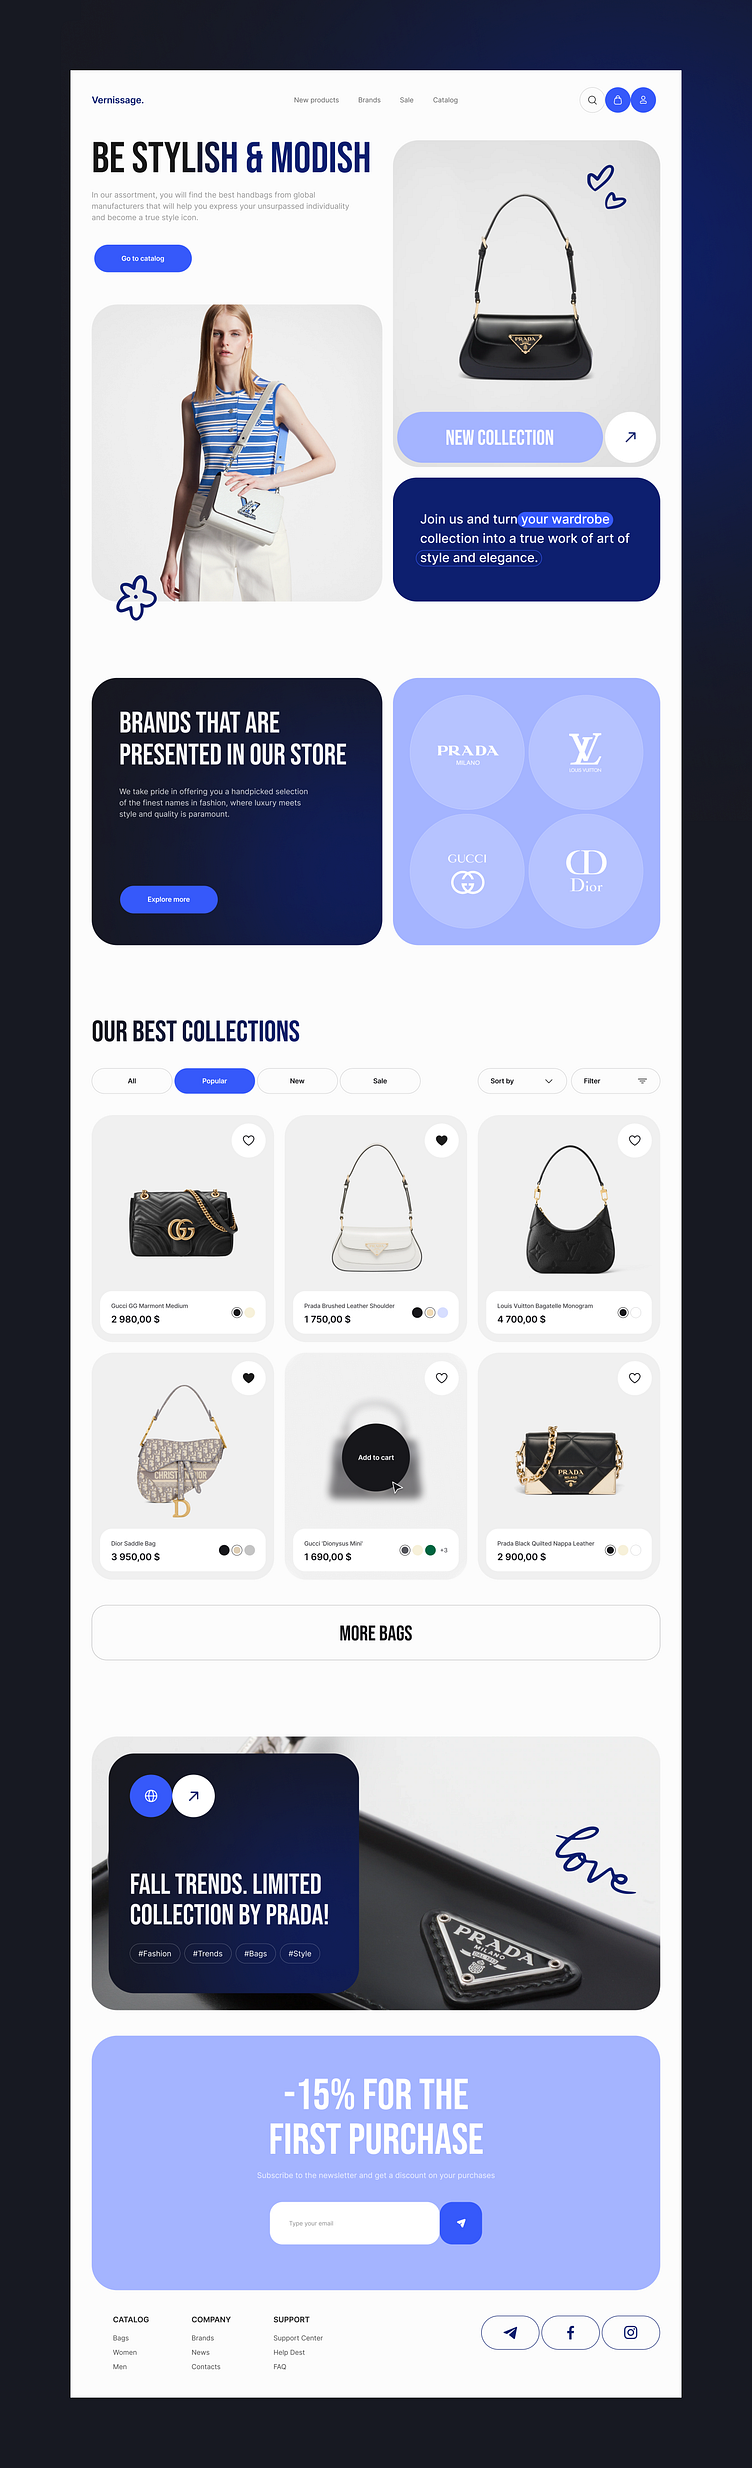 Vernissage.
New products Brands Sale Catalog
BE STYLISH & MODISH
In our assortment, you will find the best handbags from global
manufacturers that will help you express your unsurpassed individuality
and become a true style icon.
Go to catalog
PRADA
NEW COLLECTION
Join us and turn your wardrobe
collection into a true work of art of
style and elegance.
BRANDS THAT ARE
PRESENTED IN OUR STORE
We take pride in offering you a handpicked selection
of the finest names in fashion, where luxury meets
style and quality is paramount.
Explore more
PRADA
MILANO
LV
LOUIS VUITTON
GUCCI
GG
CD
Dior
OUR BEST COLLECTIONS
All Popular New Sale Sort by Filter
Gucci GG Marmont Medium
2 980,00 $
Prada Brushed Leather Shoulder
1 750,00 $
Louis Vuitton Bagatelle Monogram
4 700,00 $
CHRISTIAN DIOR
D
Dior Saddle Bag
3 950,00 $
Add to cart
Gucci 'Dionysus Mini'
1 690,00 $
+3
PRADA
MILANO
Prada Black Quilted Nappa Leather
2 900,00 $
MORE BAGS
FALL TRENDS. LIMITED
COLLECTION BY PRADA!
#Fashion #Trends #Bags #Style
love
PRADA
MILANO
-15% FOR THE
FIRST PURCHASE
Subscribe to the newsletter and get a discount on your purchases
Type your email
CATALOG
Bags
Women
Men
COMPANY
Brands
News
Contacts
SUPPORT
Support Center
Help Dest
FAQ